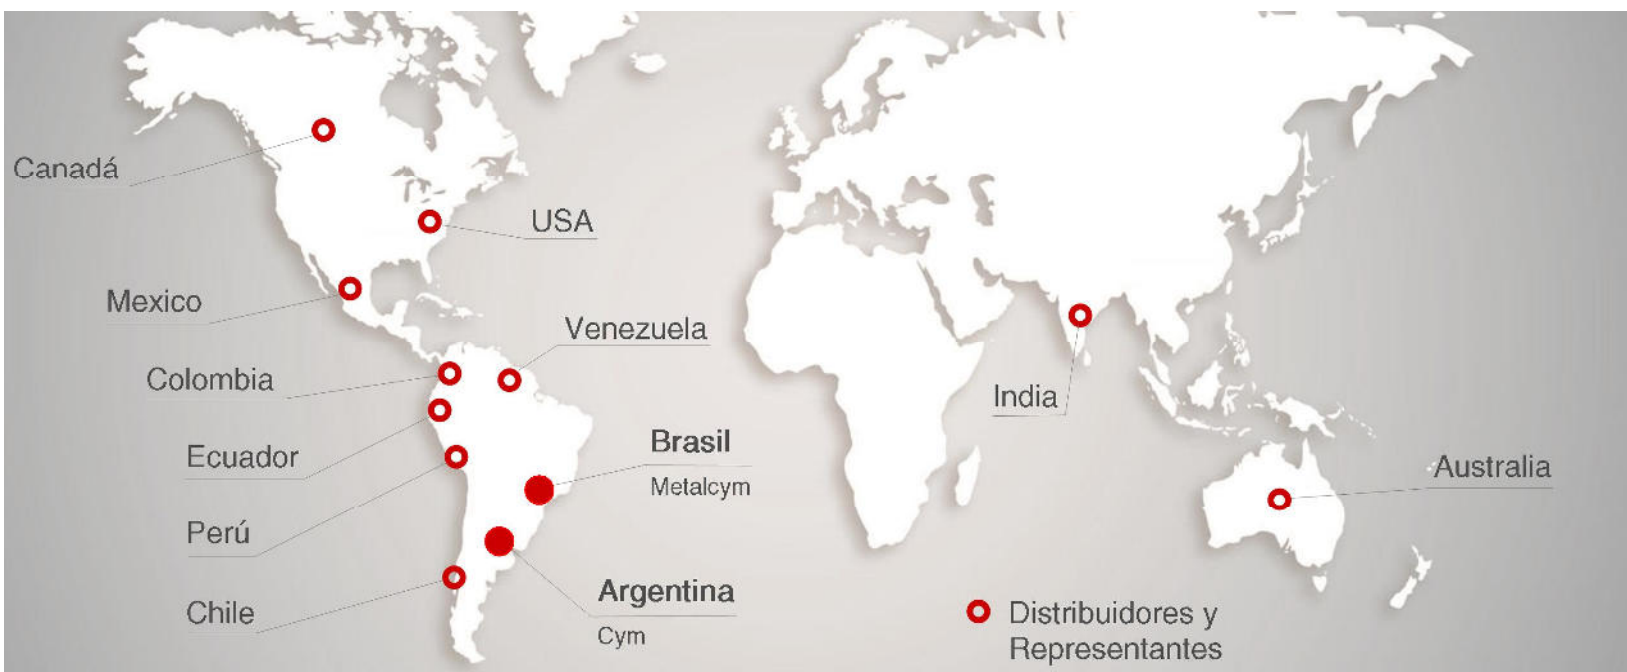 Canadá
USA
Mexico
Venezuela
Colombia
India
Ecuador
Brasil
Metalcym
Australia
Perú
Argentina
Cym
Chile
Distribuidores y
Representantes